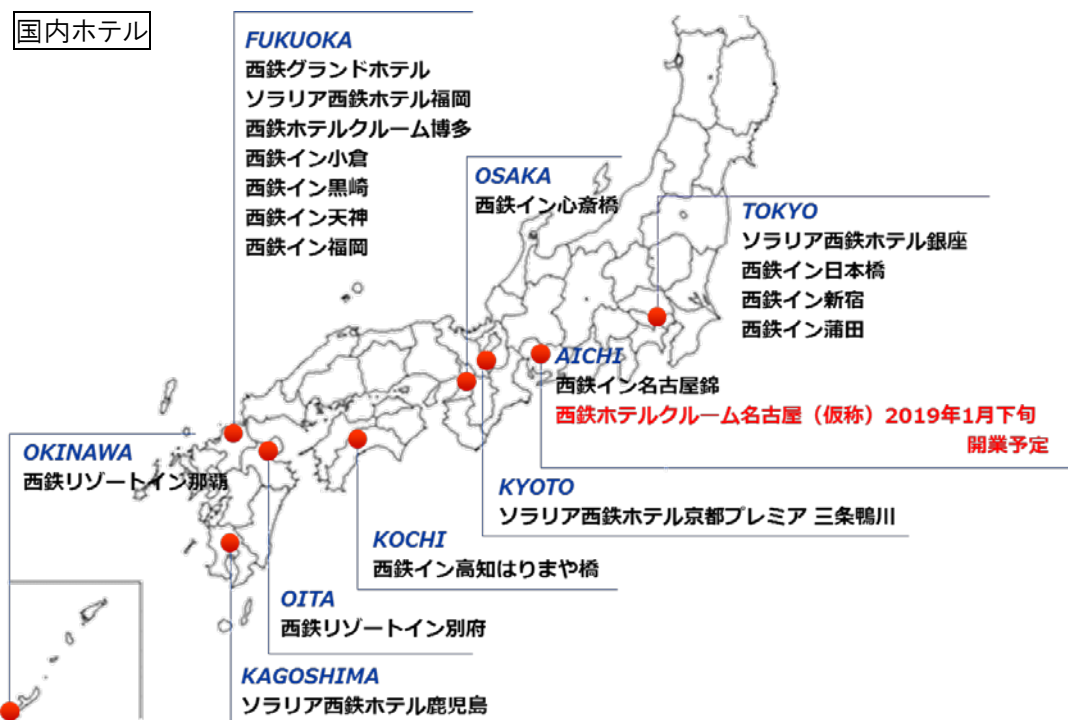 国内ホテル
FUKUOKA
西鉄グランドホテル
ソラリア西鉄ホテル福岡
西鉄ホテルクルーム博多
西鉄イン小倉
西鉄イン黒崎
西鉄イン天神
西鉄イン福岡
OSAKA
西鉄イン心斎橋
TOKYO
ソラリア西鉄ホテル銀座
西鉄イン日本橋
西鉄イン新宿
西鉄イン蒲田
AICHI
西鉄イン名古屋錦
西鉄ホテルクルーム名古屋（仮称）2019年1月下旬
開業予定
OKINAWA
西鉄リゾートイン那覇
KYOTO
ソラリア西鉄ホテル京都プレミア 三条鴨川
KOCHI
西鉄イン高知はりまや橋
OITA
西鉄リゾートイン別府
KAGOSHIMA
ソラリア西鉄ホテル鹿児島